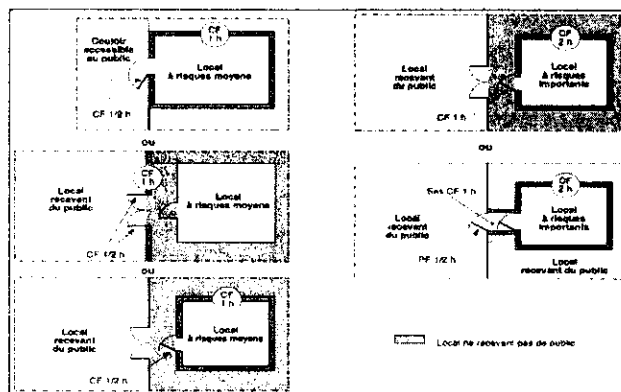 Couloir
accessible
au public
CF
1 h
Local
à risques moyens
CF 1/2 h
ou
Local
recevant
du public
CF
1 h
Local
à risques moyens
CF 1/2 h
ou
Local
recevant
du public
CF
1 h
Local
à risques moyens
CF 1/2 h
Local
recevant
du public
CF
2 h
Local
à risques
importants
CF 1 h
ou
Sas CF 1 h
CF
2 h
Local
à risques
importants
Local
recevant
du public
PF 1/2 h
Local
recevant du public
Local ne recevant pas de public